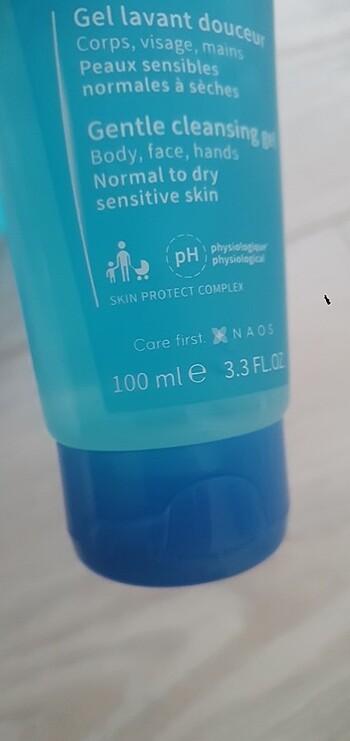 Gel lavant douceur
Corps, visage, mains
Peaux sensibles
normales à sèches
Gentle cleansing gel
Body, face, hands
Normal to dry
sensitive skin
pH physiologique
physiological
SKIN PROTECT COMPLEX
Care first. NAOS
100 ml e 3.3 FL.OZ